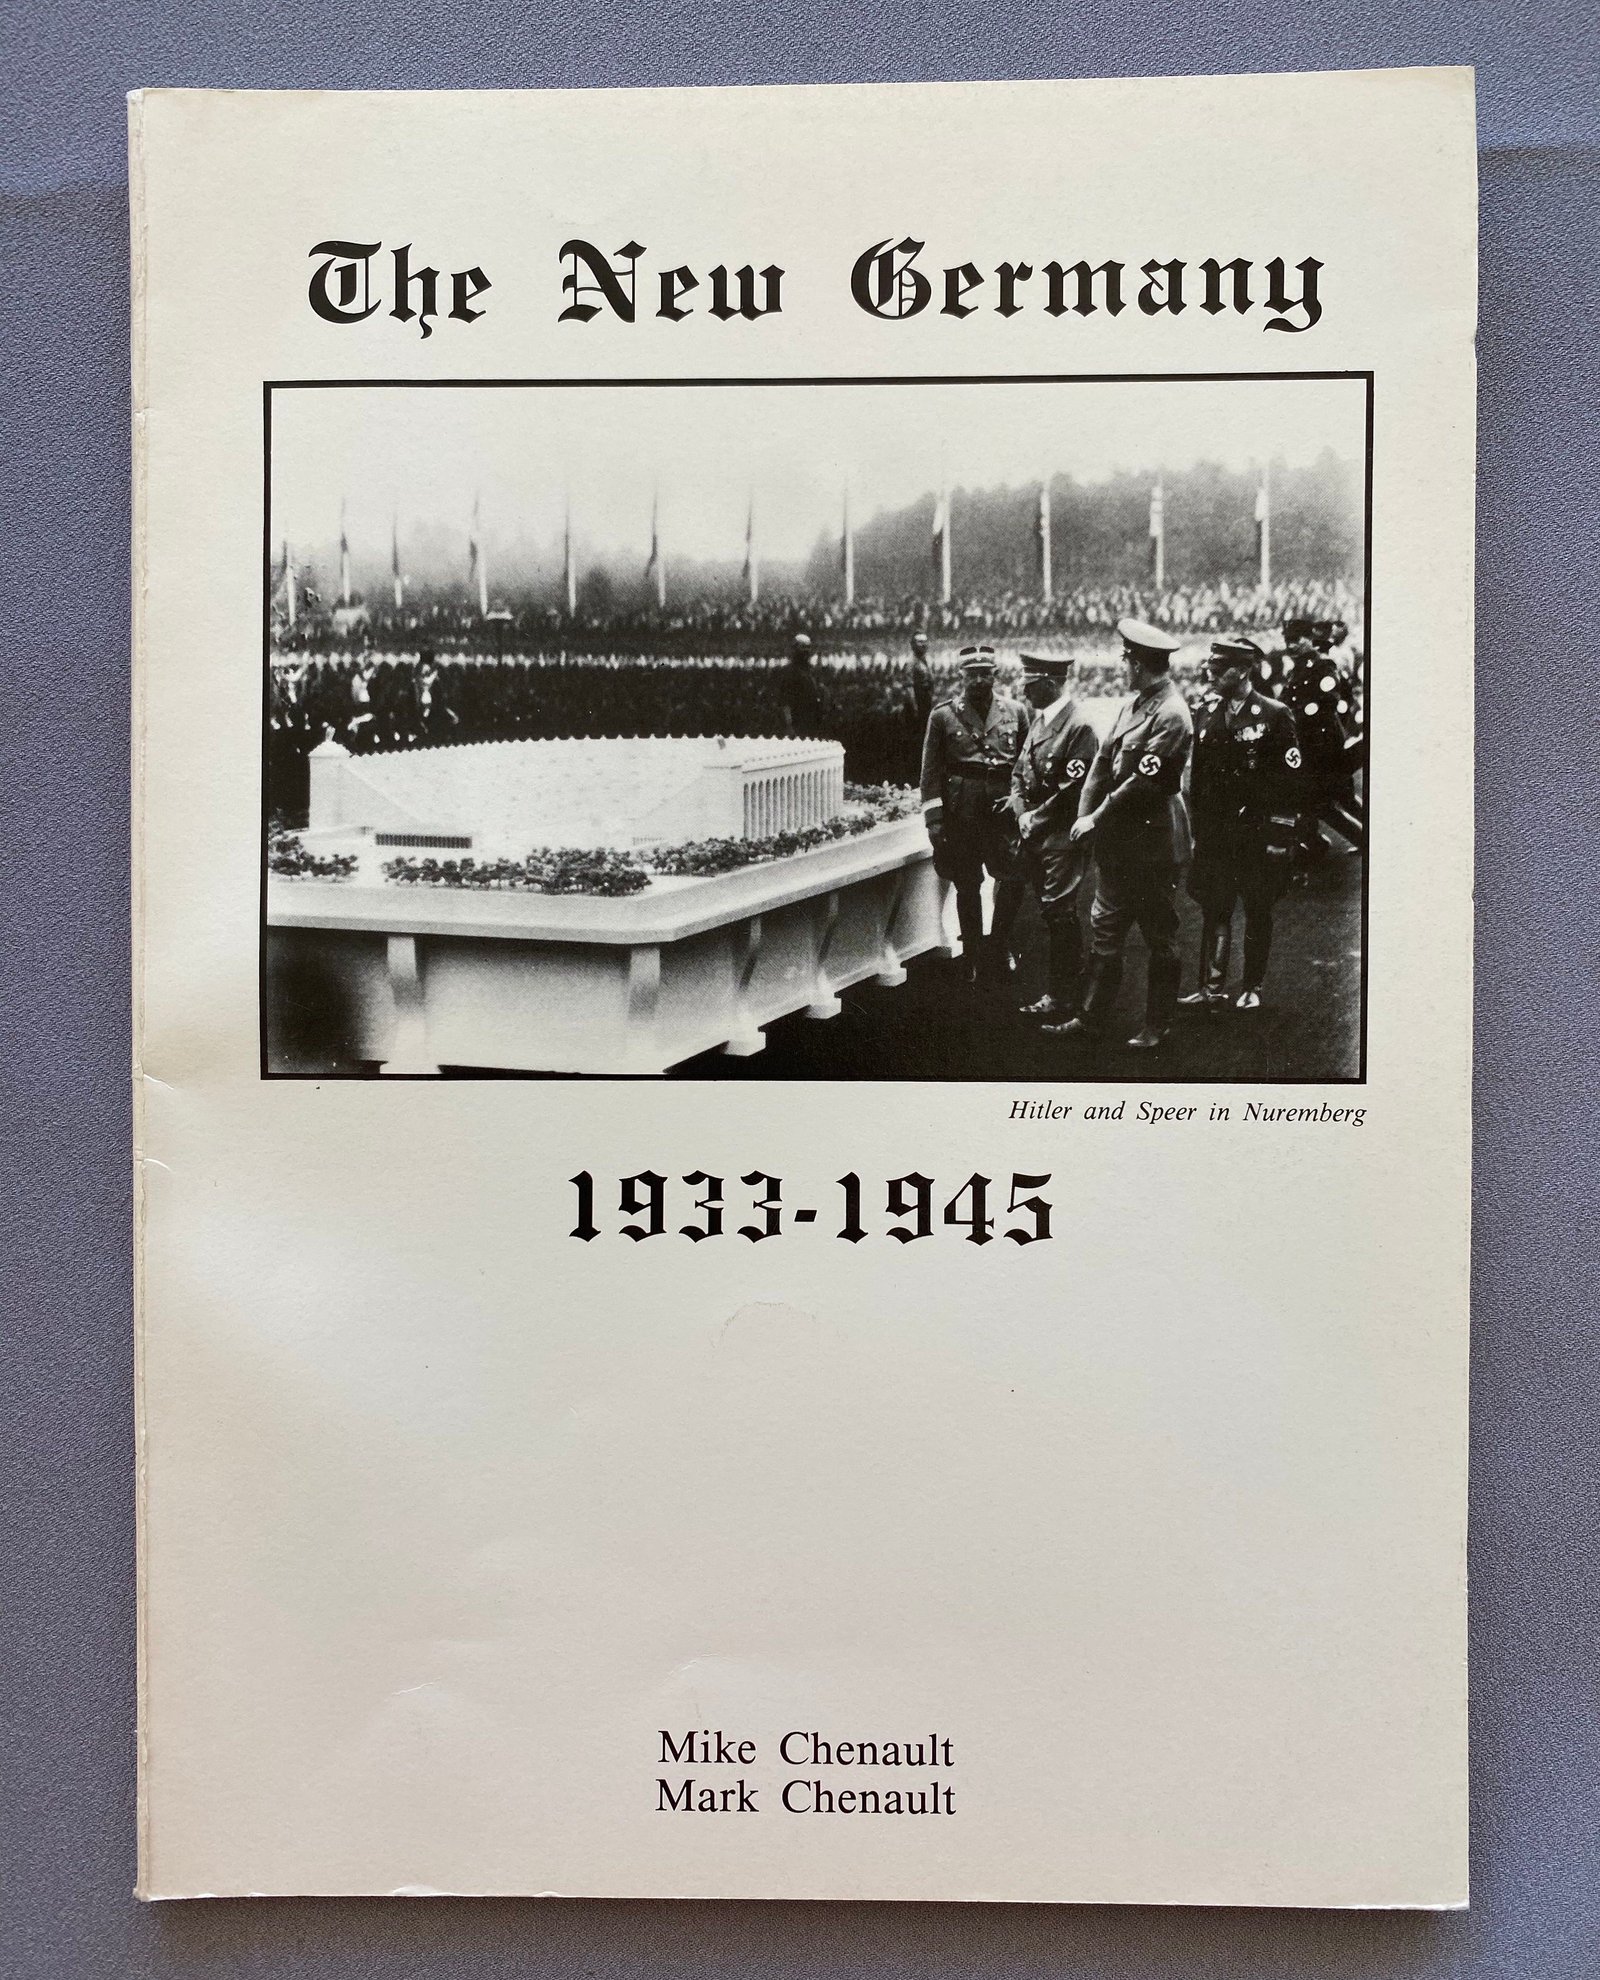 The New Germany
Hitler and Speer in Nuremberg
1933-1945
Mike Chenault
Mark Chenault